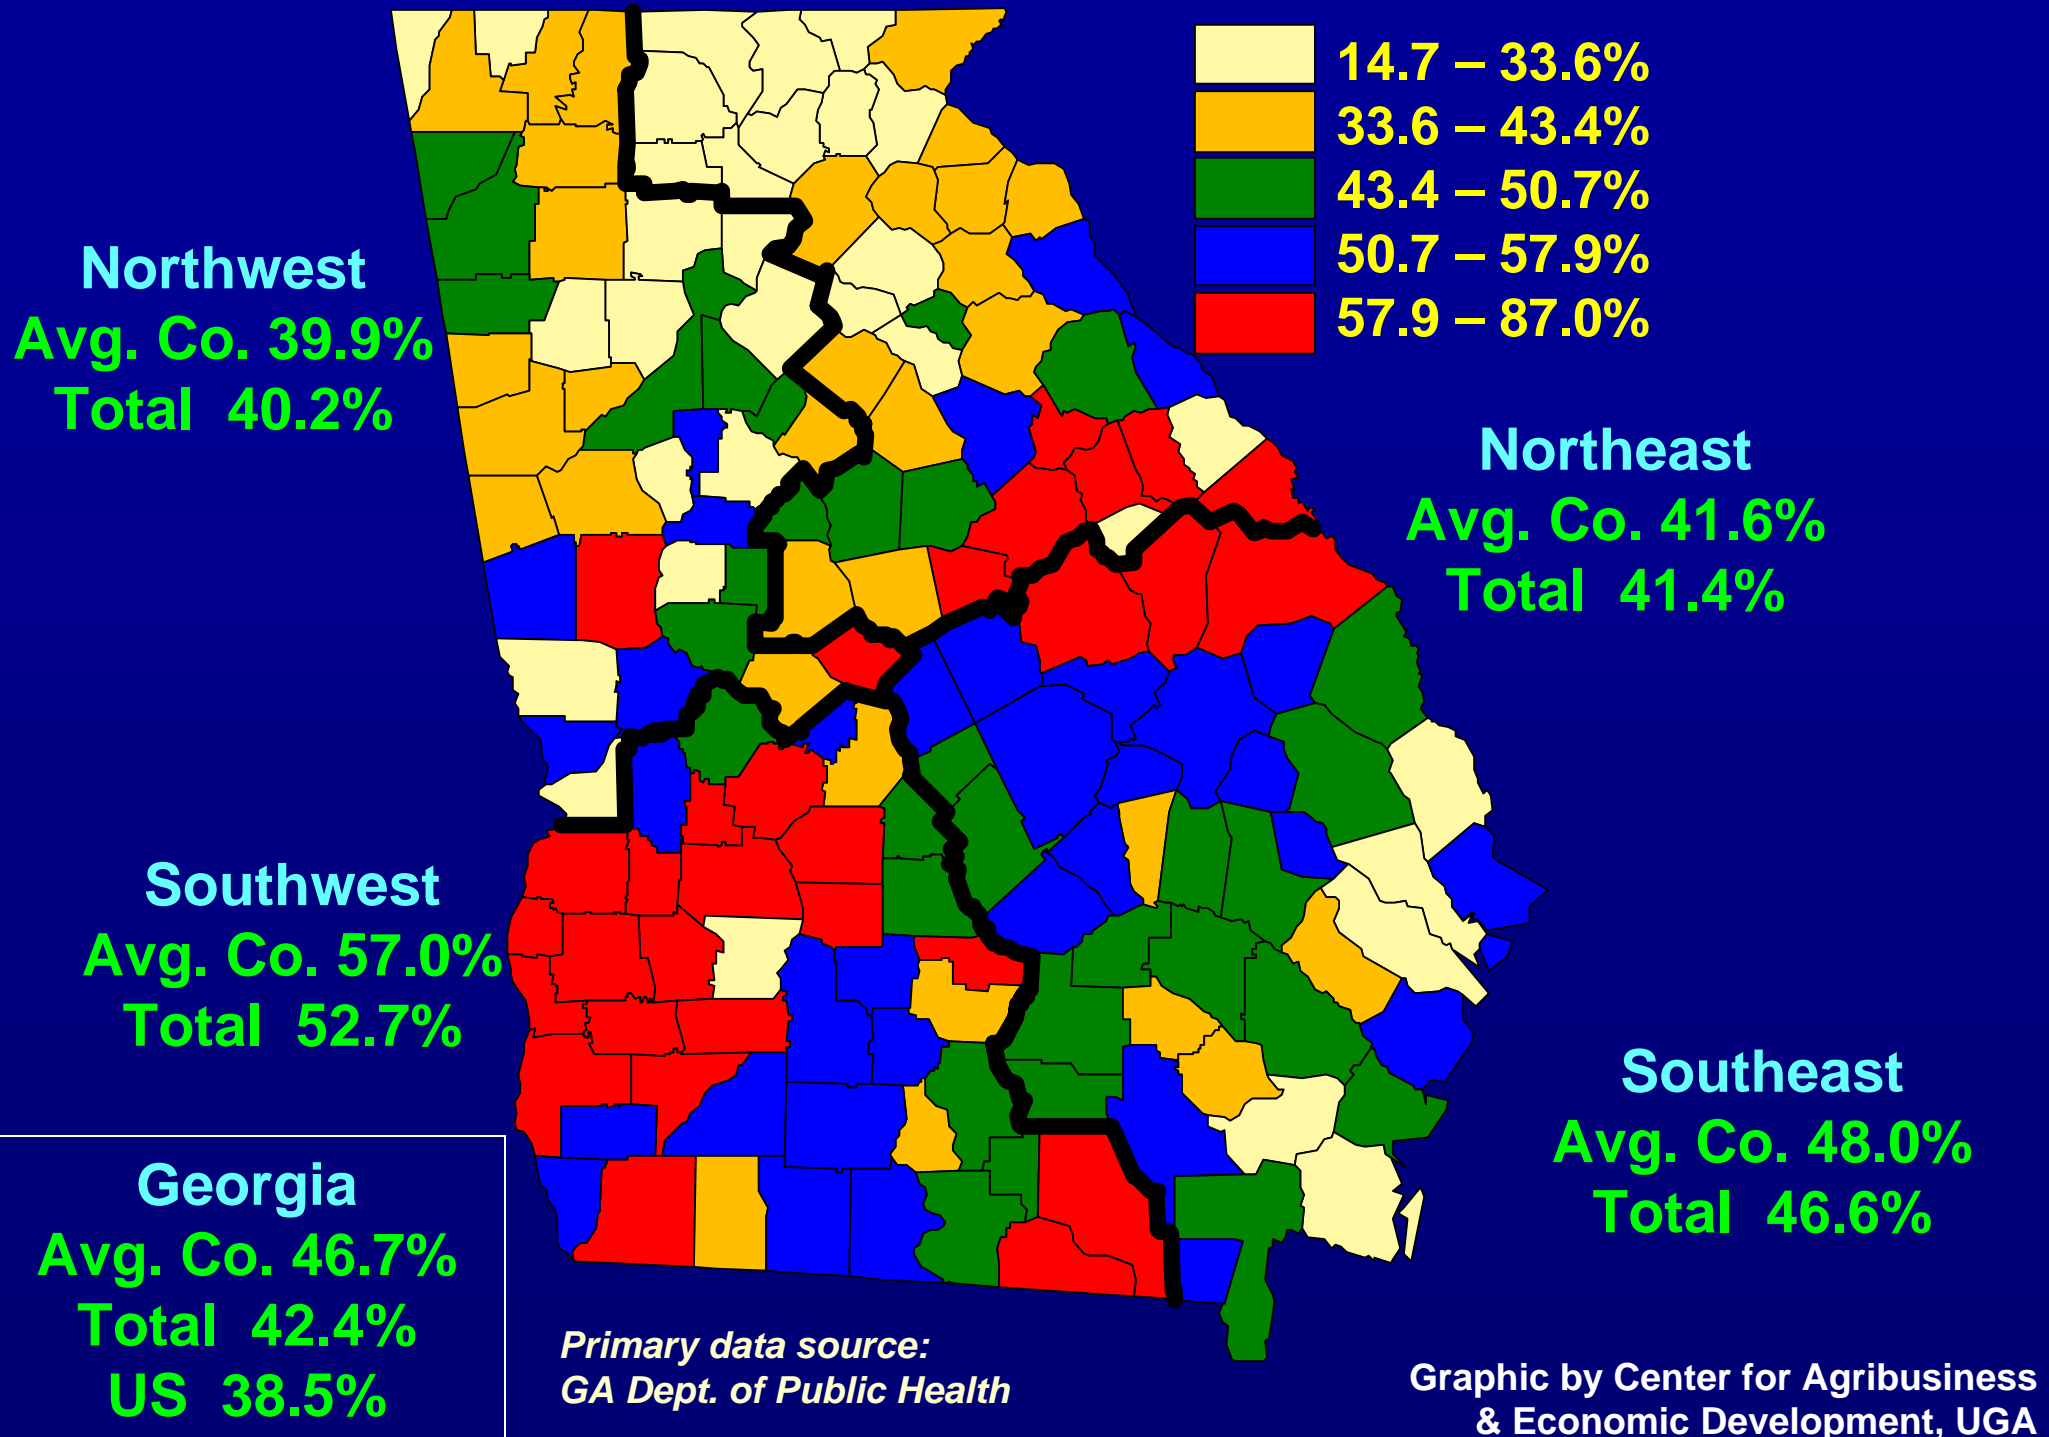 14.7 – 33.6%
33.6 – 43.4%
43.4 – 50.7%
50.7 – 57.9%
57.9 – 87.0%
Northwest
Avg. Co. 39.9%
Total 40.2%
Northeast
Avg. Co. 41.6%
Total 41.4%
Southwest
Avg. Co. 57.0%
Total 52.7%
Southeast
Avg. Co. 48.0%
Total 46.6%
Georgia
Avg. Co. 46.7%
Total 42.4%
US 38.5%
Primary data source:
GA Dept. of Public Health
Graphic by Center for Agribusiness
& Economic Development, UGA